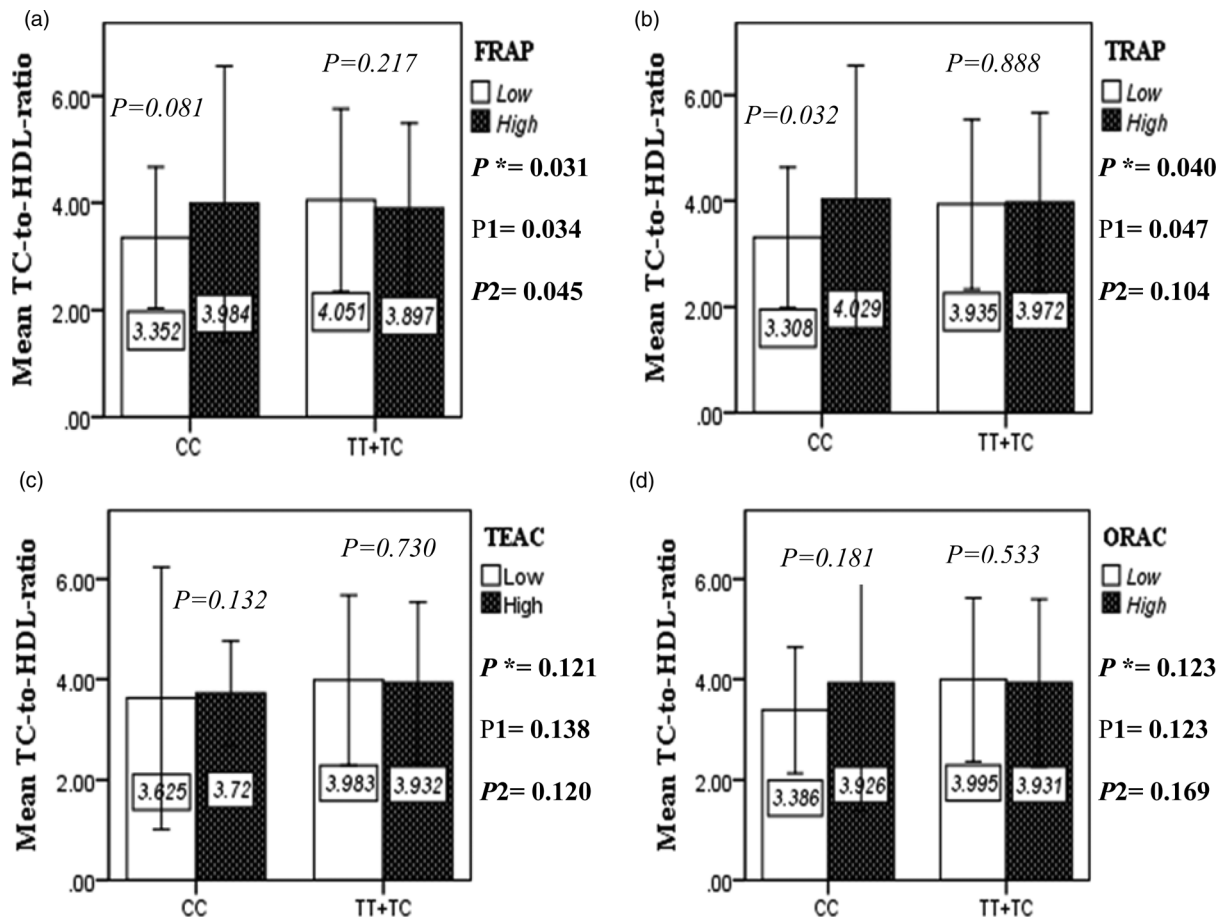 (a)
Mean TC-to-HDL-ratio
6.00
4.00
2.00
.00
P=0.081
P=0.217
3.352
3.984
4.051
3.897
CC
TT+TC
FRAP
Low
High
P *= 0.031
P1= 0.034
P2= 0.045
(b)
Mean TC-to-HDL-ratio
6.00
4.00
2.00
.00
P=0.032
P=0.888
3.308
4.029
3.935
3.972
CC
TT+TC
TRAP
Low
High
P *= 0.040
P1= 0.047
P2= 0.104
(c)
Mean TC-to-HDL-ratio
6.00
4.00
2.00
.00
P=0.132
P=0.730
3.625
3.72
3.983
3.932
CC
TT+TC
TEAC
Low
High
P *= 0.121
P1= 0.138
P2= 0.120
(d)
Mean TC-to-HDL-ratio
6.00
4.00
2.00
.00
P=0.181
P=0.533
3.386
3.926
3.995
3.931
CC
TT+TC
ORAC
Low
High
P *= 0.123
P1= 0.123
P2= 0.169